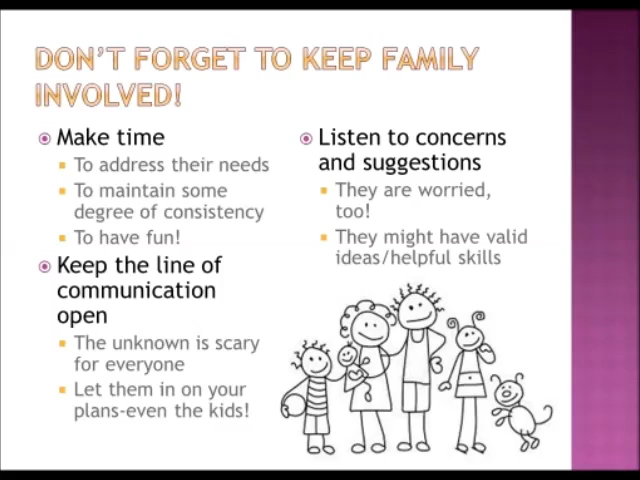 DON'T FORGET TO KEEP FAMILY
INVOLVED!
Make time
To address their needs
To maintain some
degree of consistency
To have fun!
Keep the line of
communication
open
The unknown is scary
for everyone
Let them in on your
plans-even the kids!
Listen to concerns
and suggestions
They are worried,
too!
They might have valid
ideas/helpful skills